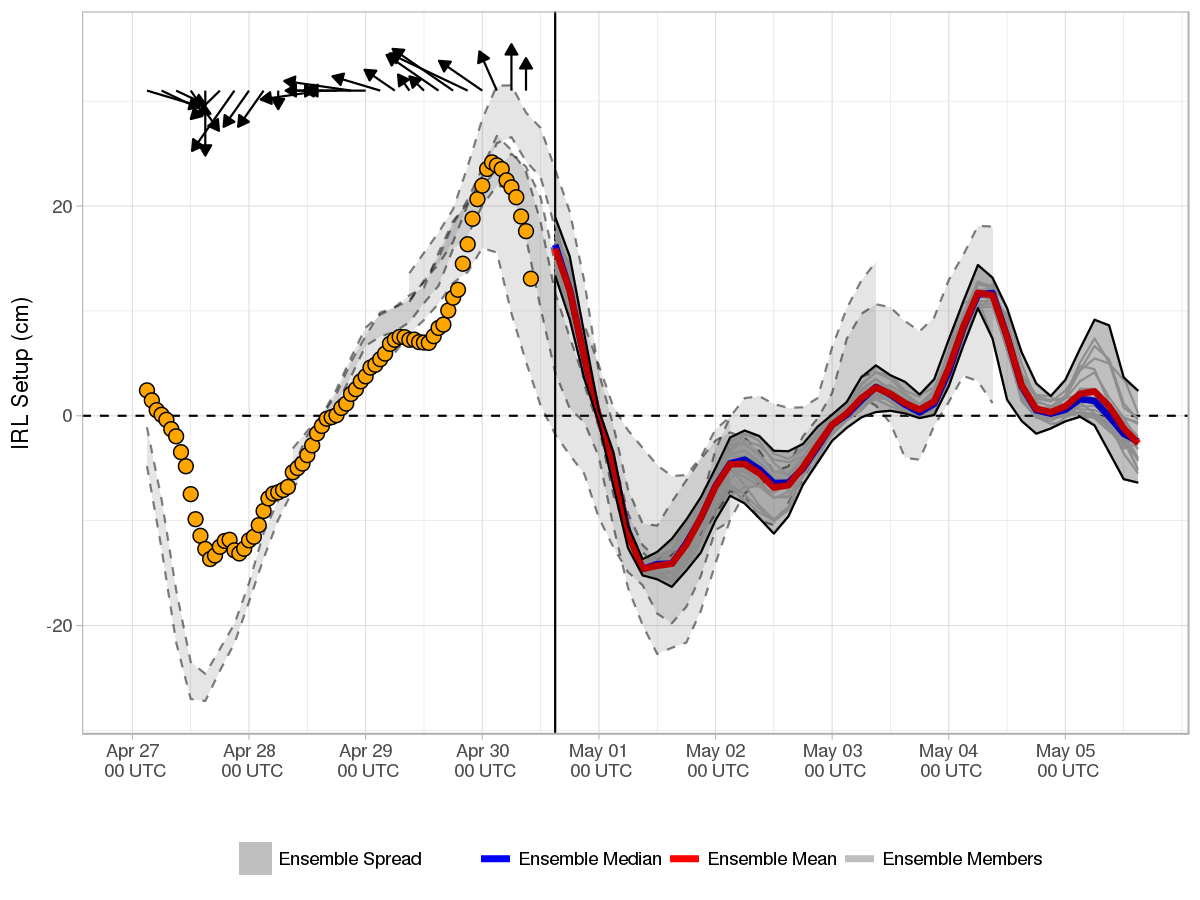 IRL Setup (cm)
20
0
-20
Apr 27
00 UTC
Apr 28
00 UTC
Apr 29
00 UTC
Apr 30
00 UTC
May 01
00 UTC
May 02
00 UTC
May 03
00 UTC
May 04
00 UTC
May 05
00 UTC
Ensemble Spread
Ensemble Median
Ensemble Mean
Ensemble Members